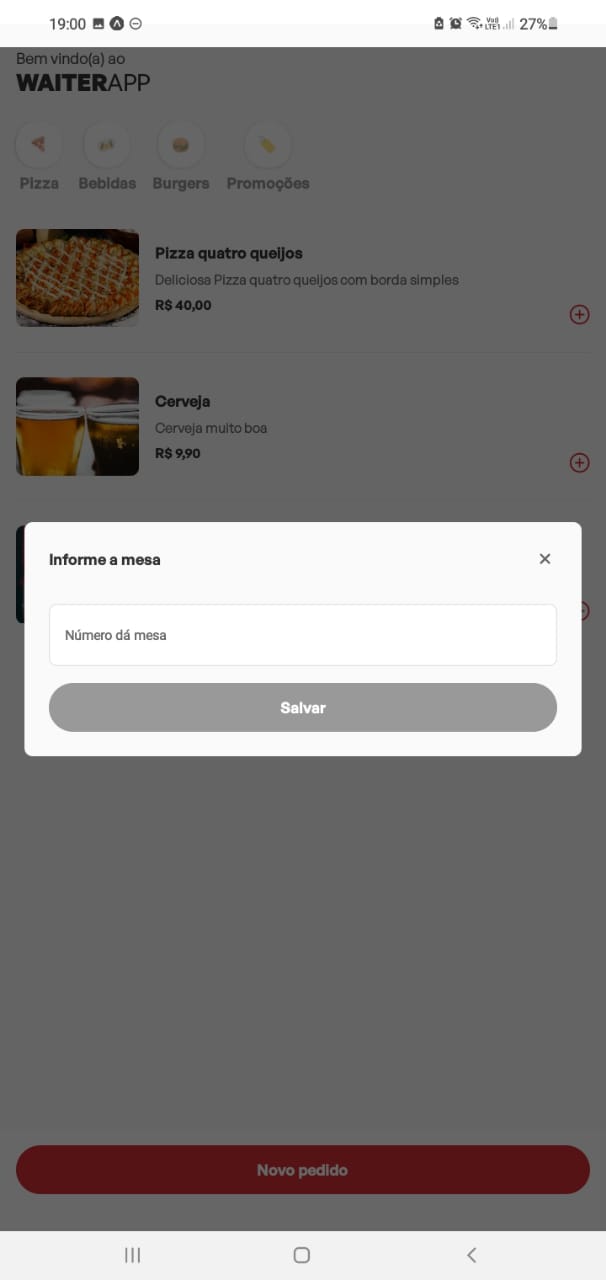 19:00
Vo))
LTE1
27%
Bem vindo(a) ao
WAITERAPP
Pizza
Bebidas
Burgers
Promoções
Pizza quatro queijos
Deliciosa Pizza quatro queijos com borda simples
R$ 40,00
Cerveja
Cerveja muito boa
R$ 9,90
Informe a mesa
Número dá mesa
Salvar
Novo pedido